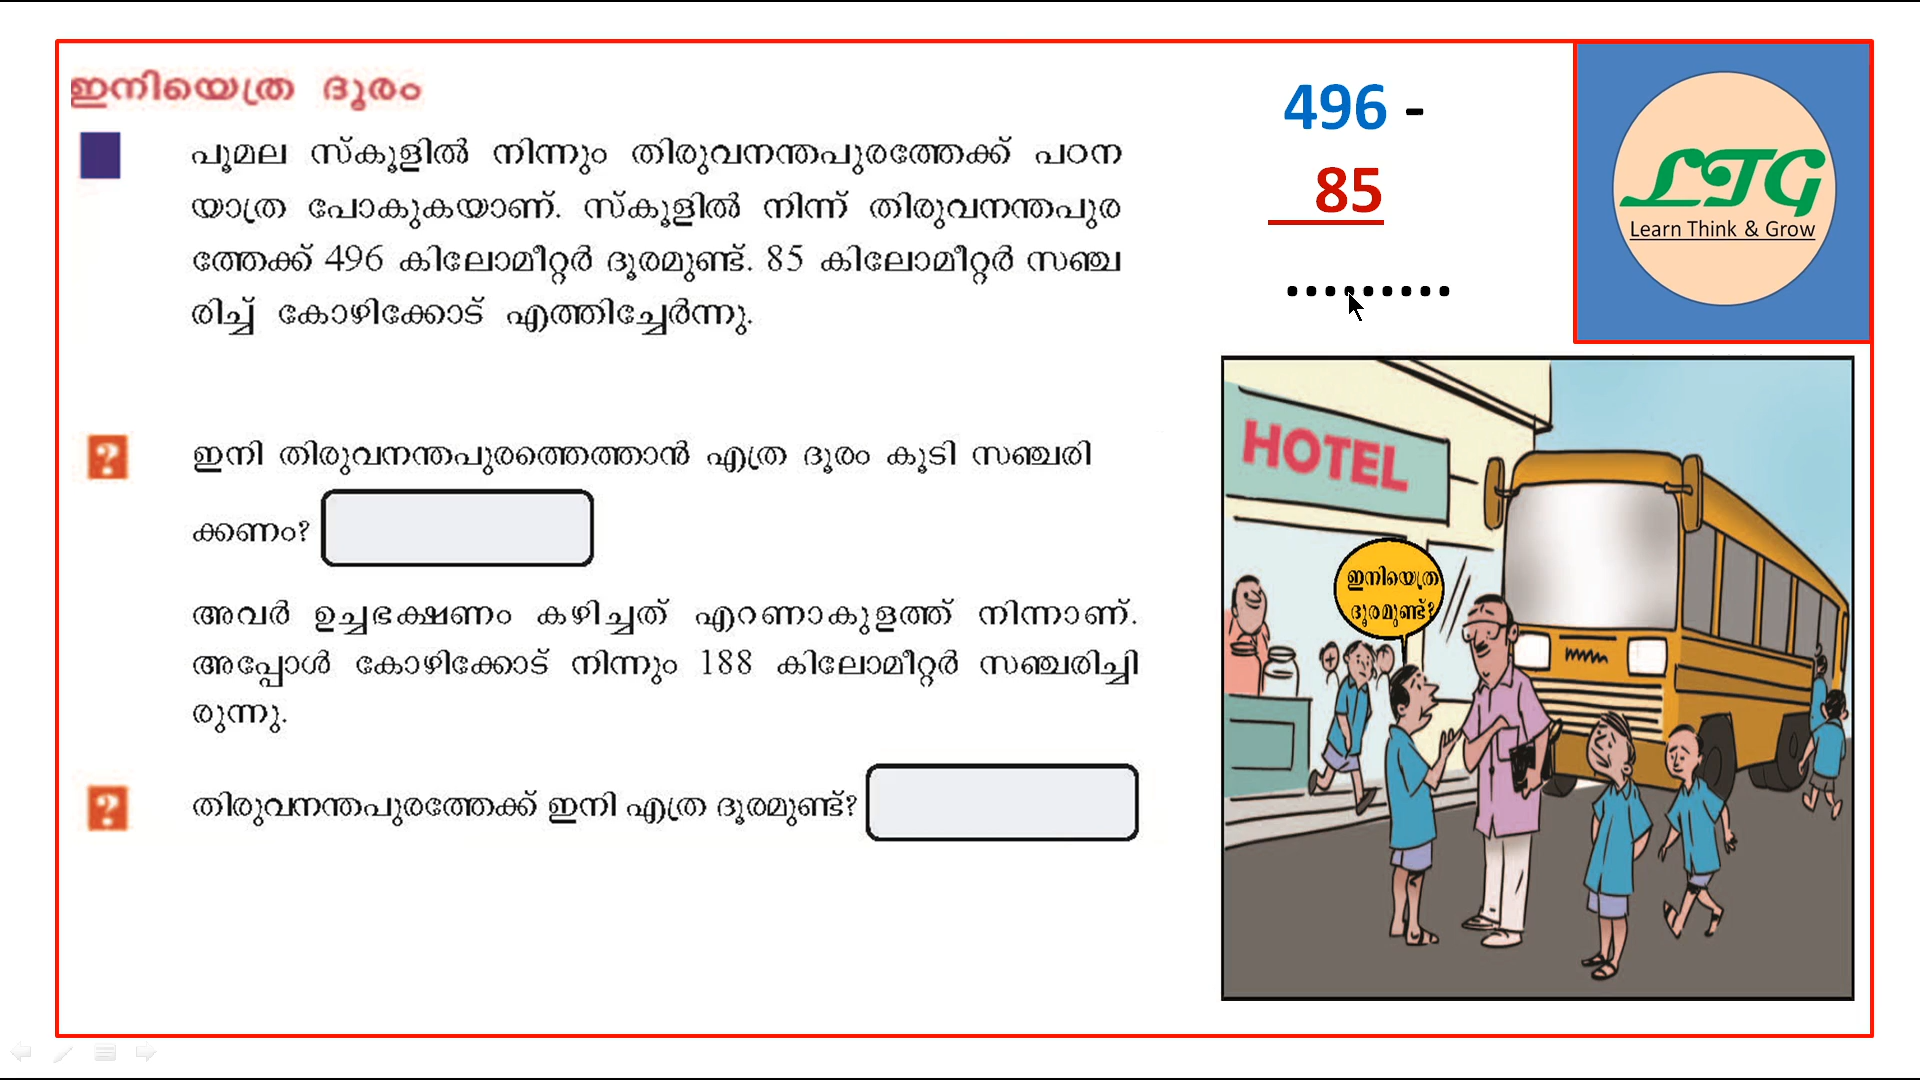 ഇനിയെത്ര ദൂരം
പൂമല സ്കൂളിൽ നിന്നും തിരുവനന്തപുരത്തേക്ക് പഠന
യാത്ര പോകുകയാണ്. സ്കൂളിൽ നിന്ന് തിരുവനന്തപുര
ത്തേക്ക് 496 കിലോമീറ്റർ ദൂരമുണ്ട്. 85 കിലോമീറ്റർ സഞ്ച
രിച്ച് കോഴിക്കോട് എത്തിച്ചേർന്നു.
? ഇനി തിരുവനന്തപുരത്തെത്താൻ എത്ര ദൂരം കൂടി സഞ്ചരി
ക്കണം?
അവർ ഉച്ചഭക്ഷണം കഴിച്ചത് എറണാകുളത്ത് നിന്നാണ്.
അപ്പോൾ കോഴിക്കോട് നിന്നും 188 കിലോമീറ്റർ സഞ്ചരിച്ചി
രുന്നു.
? തിരുവനന്തപുരത്തേക്ക് ഇനി എത്ര ദൂരമുണ്ട്?
496 -
85
.........
LTG
Learn Think & Grow
HOTEL
ഇനിയെത്ര
ദൂരമുണ്ട്?